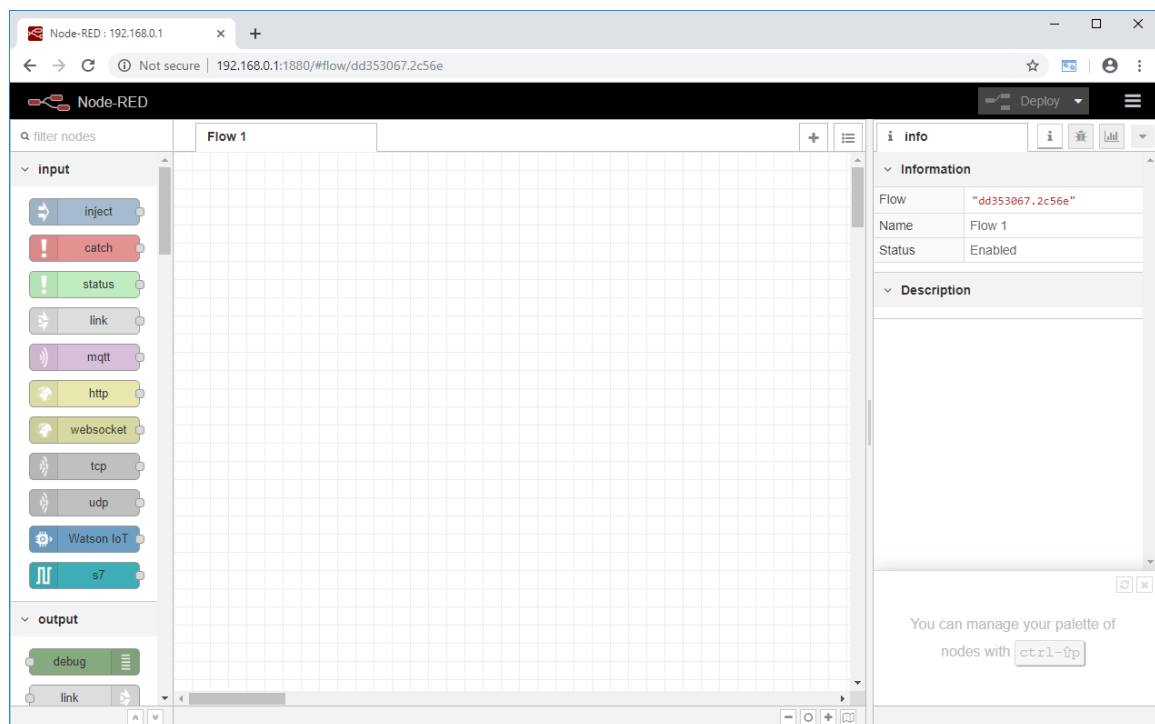 Node-RED : 192.168.0.1
Not secure | 192.168.0.1:1880/#flow/dd353067.2c56e
Node-RED
Deploy
filter nodes
Flow 1
i info
i
input
inject
catch
status
link
mqtt
http
websocket
tcp
udp
Watson IoT
s7
output
debug
link
Information
Flow "dd353067.2c56e"
Name Flow 1
Status Enabled
Description
You can manage your palette of
nodes with ctrl-⇧p